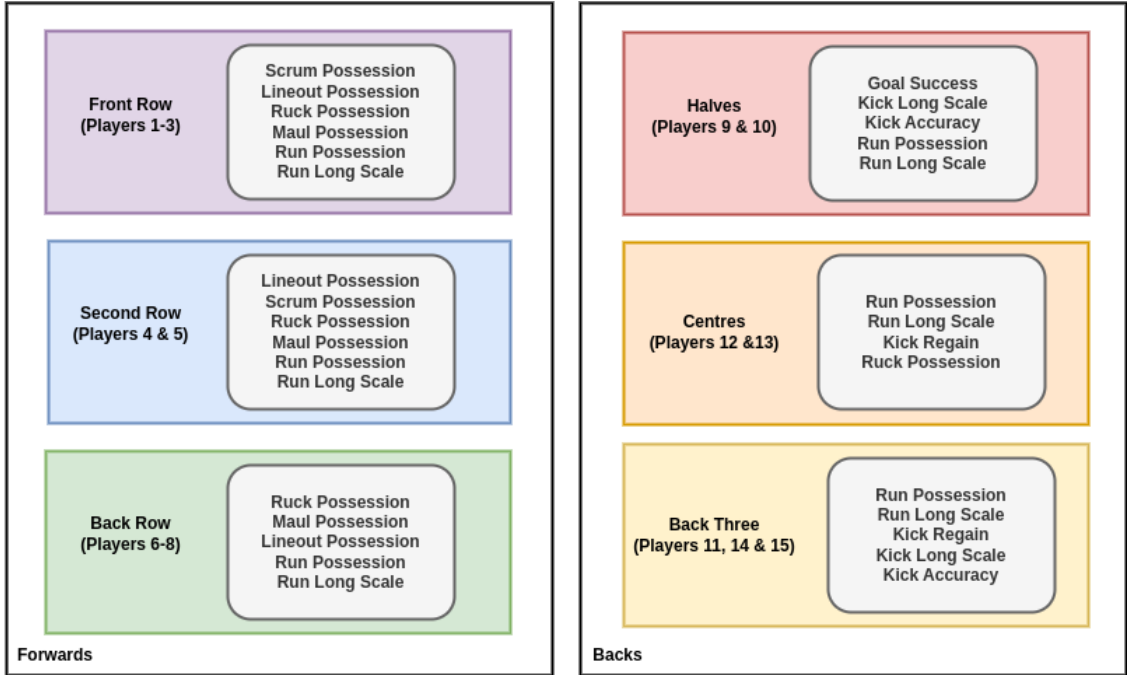 Front Row
(Players 1-3)
Scrum Possession
Lineout Possession
Ruck Possession
Maul Possession
Run Possession
Run Long Scale
Second Row
(Players 4 & 5)
Lineout Possession
Scrum Possession
Ruck Possession
Maul Possession
Run Possession
Run Long Scale
Back Row
(Players 6-8)
Ruck Possession
Maul Possession
Lineout Possession
Run Possession
Run Long Scale
Forwards
Halves
(Players 9 & 10)
Goal Success
Kick Long Scale
Kick Accuracy
Run Possession
Run Long Scale
Centres
(Players 12 &13)
Run Possession
Run Long Scale
Kick Regain
Ruck Possession
Back Three
(Players 11, 14 & 15)
Run Possession
Run Long Scale
Kick Regain
Kick Long Scale
Kick Accuracy
Backs